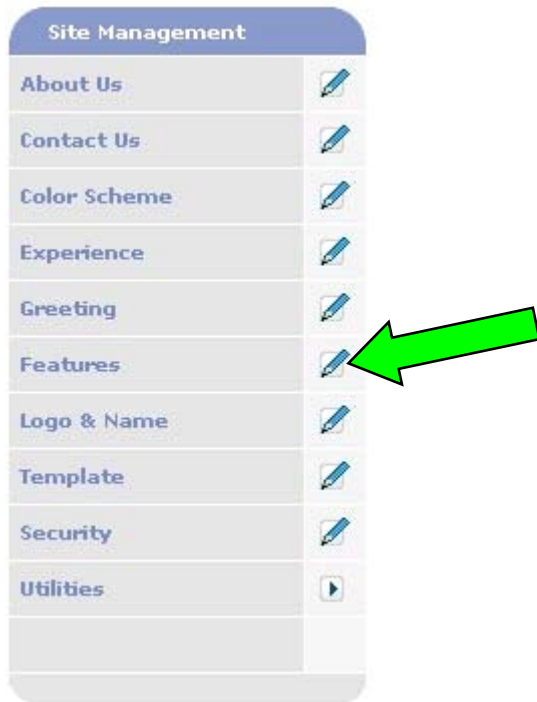 Site Management
About Us
Contact Us
Color Scheme
Experience
Greeting
Features
Logo & Name
Template
Security
Utilities